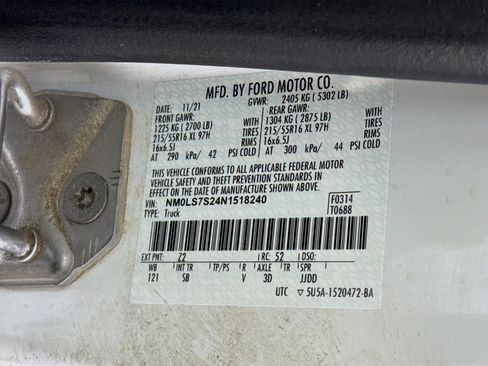 MFD. BY FORD MOTOR CO.
11/21 GVWR: 2405 KG ( 5302 LB)
FRONT GAWR: REAR GAWR:
1225 KG ( 2700 LB) 1304 KG ( 2875 LB)
215/55R16 XL 97H TIRES 215/55R16 XL 97H TIRES
16x6.5J RIMS 16x6.5J RIMS
AT 290 kPa/ 42 PSI COLD AT 300 kPa/ 44 PSI COLD
THIS VEHICLE CONFORMS TO ALL APPLICABLE FEDERAL MOTOR
VEHICLE SAFETY AND THEFT PREVENTION STANDARDS IN
EFFECT ON THE DATE OF MANUFACTURE SHOWN ABOVE.
VIN: NM0LS7S24N1518240 F0314
TYPE: Truck T0688
EXT PNT: Z2 RC: 52 DSO:
WB INT TR TP/PS R AXLE TR SPR
121 SB V 3D JJDD
UTC 5U5A-1520472-BA